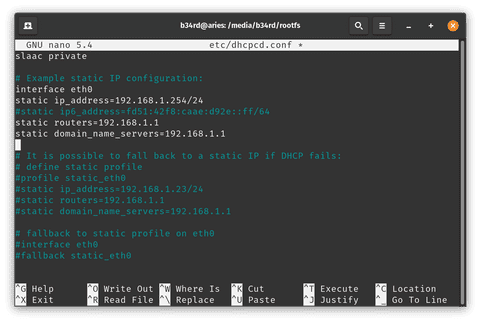 b34rd@aries: /media/b34rd/rootfs
GNU nano 5.4 etc/dhcpcd.conf *
slaac private
# Example static IP configuration:
interface eth0
static ip_address=192.168.1.254/24
#static ip6_address=fd51:42f8:caae:d92e::ff/64
static routers=192.168.1.1
static domain_name_servers=192.168.1.1
# It is possible to fall back to a static IP if DHCP fails:
# define static profile
#profile static_eth0
#static ip_address=192.168.1.23/24
#static routers=192.168.1.1
#static domain_name_servers=192.168.1.1
# fallback to static profile on eth0
#interface eth0
#fallback static_eth0
^G Help ^O Write Out ^W Where Is ^K Cut ^T Execute ^C Location
^X Exit ^R Read File ^\ Replace ^U Paste ^J Justify ^_ Go To Line